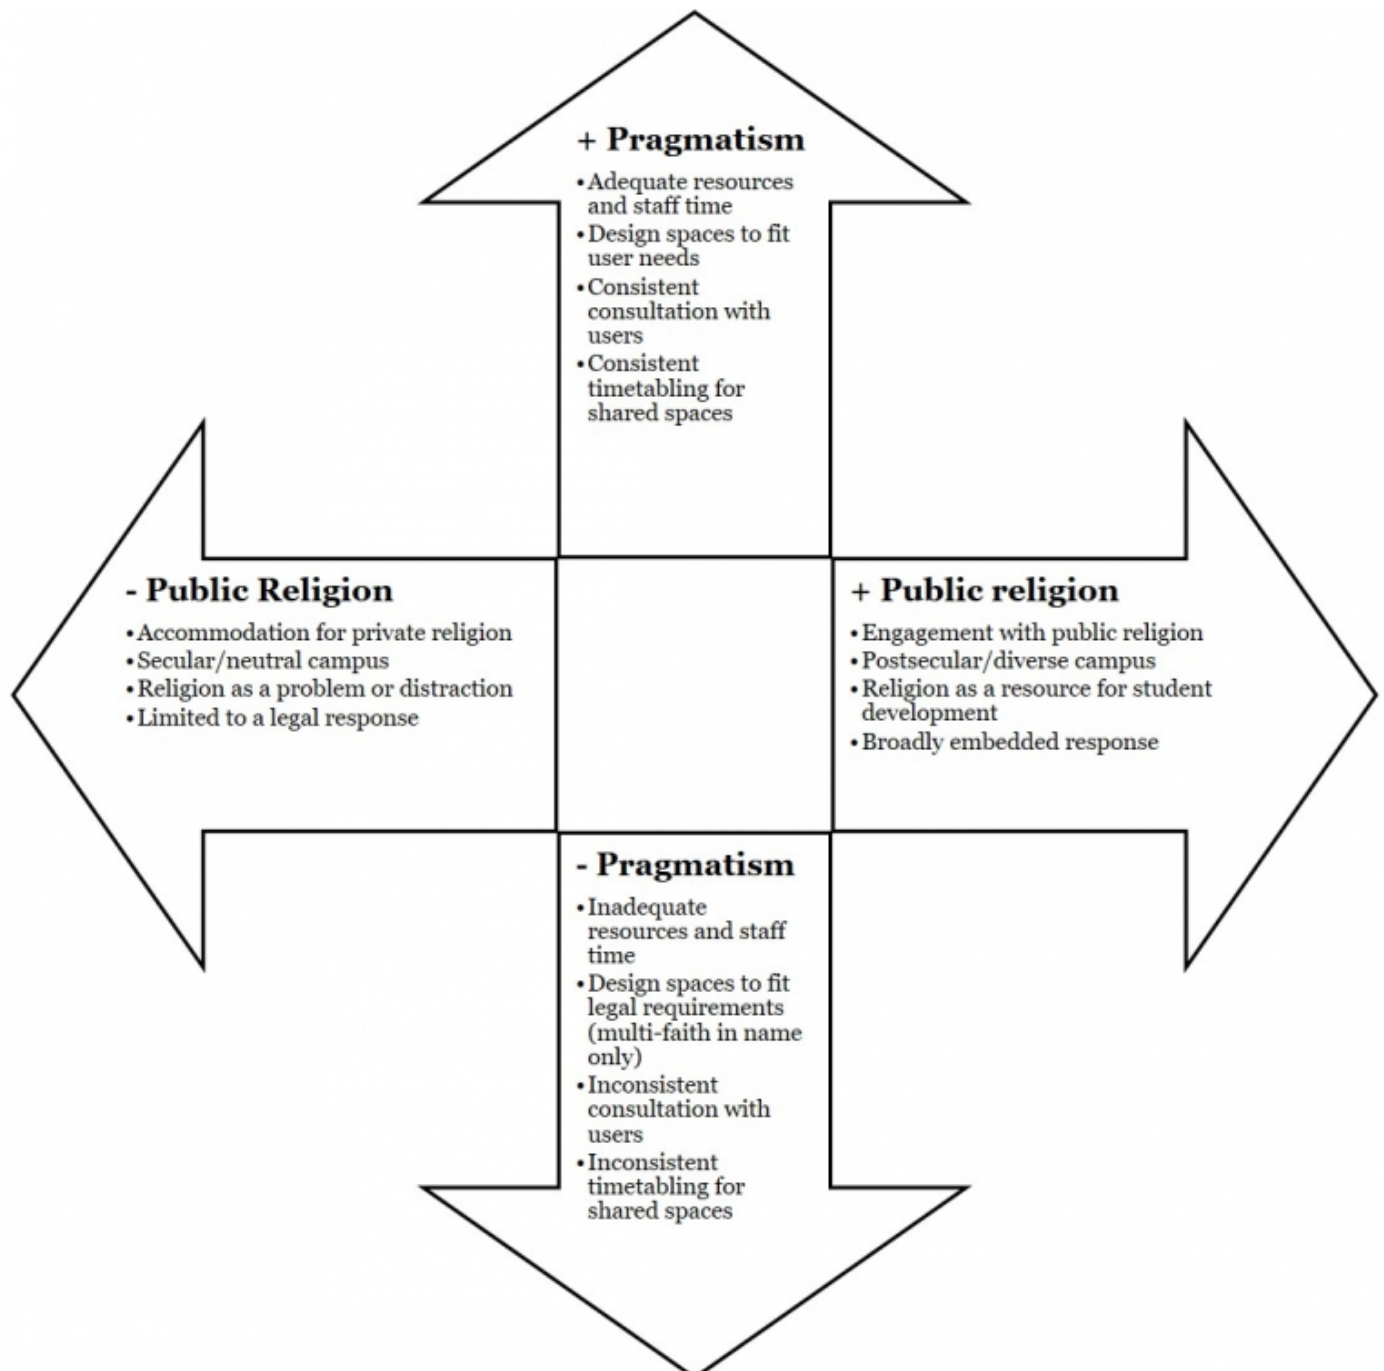 + Pragmatism
•Adequate resources
and staff time
•Design spaces to fit
user needs
•Consistent
consultation with
users
•Consistent
timetabling for
shared spaces
- Public Religion
•Accommodation for private religion
•Secular/neutral campus
•Religion as a problem or distraction
•Limited to a legal response
+ Public religion
•Engagement with public religion
•Postsecular/diverse campus
•Religion as a resource for student
development
•Broadly embedded response
- Pragmatism
•Inadequate
resources and staff
time
•Design spaces to fit
legal requirements
(multi-faith in name
only)
•Inconsistent
consultation with
users
•Inconsistent
timetabling for
shared spaces